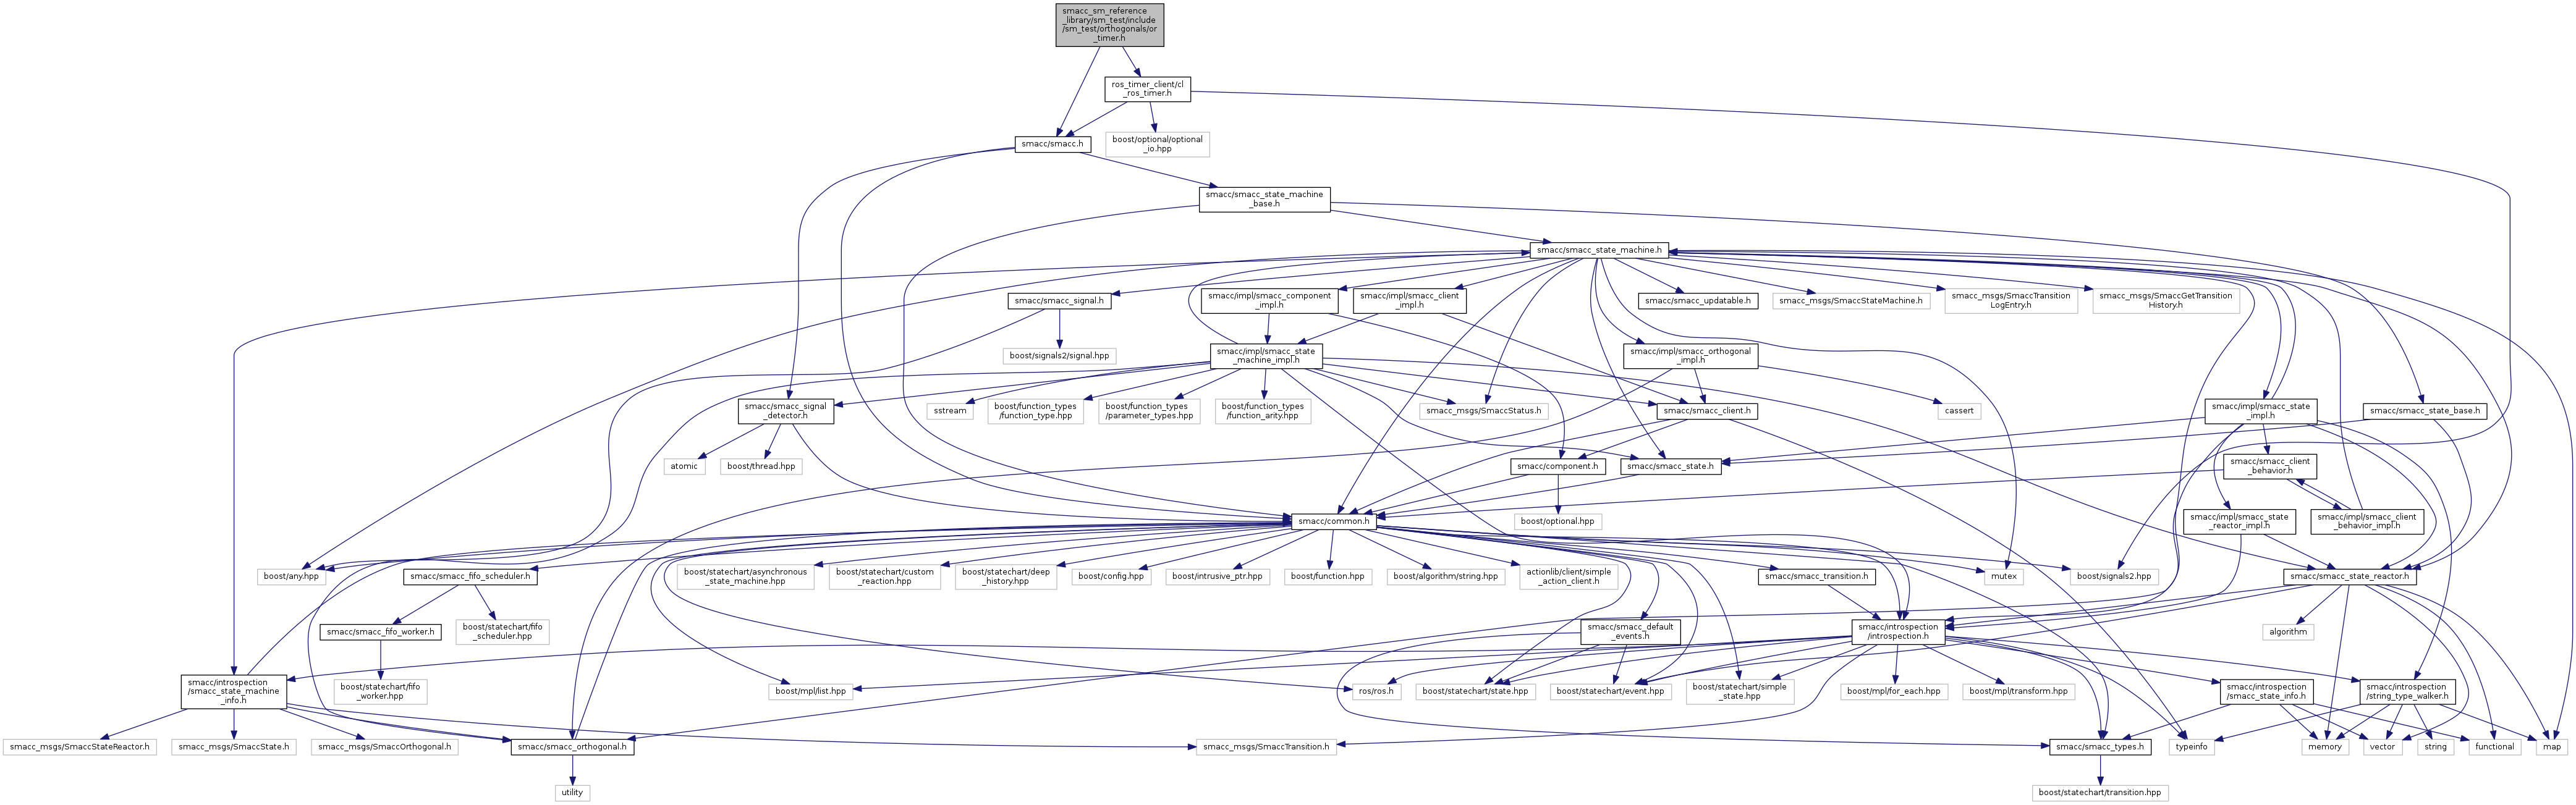 smacc_sm_reference
_library/sm_test/include
/sm_test/orthogonals/or
_timer.h
ros_timer_client/cl
_ros_timer.h
smacc/smacc.h
boost/optional/optional
_io.hpp
smacc/smacc_state_machine
_base.h
smacc/smacc_state_machine.h
smacc/smacc_signal.h
smacc/impl/smacc_component
_impl.h
smacc/impl/smacc_client
_impl.h
smacc/smacc_updatable.h
smacc_msgs/SmaccStateMachine.h
smacc_msgs/SmaccTransition
LogEntry.h
smacc_msgs/SmaccGetTransition
History.h
boost/signals2/signal.hpp
smacc/impl/smacc_state
_machine_impl.h
smacc/impl/smacc_orthogonal
_impl.h
smacc/smacc_signal
_detector.h
sstream
boost/function_types
/function_type.hpp
boost/function_types
/parameter_types.hpp
boost/function_types
/function_arity.hpp
smacc_msgs/SmaccStatus.h
smacc/smacc_client.h
cassert
smacc/impl/smacc_state
_impl.h
smacc/smacc_state_base.h
atomic
boost/thread.hpp
smacc/component.h
smacc/smacc_state.h
smacc/smacc_client
_behavior.h
smacc/common.h
boost/optional.hpp
smacc/impl/smacc_state
_reactor_impl.h
smacc/impl/smacc_client
_behavior_impl.h
boost/any.hpp
smacc/smacc_fifo_scheduler.h
boost/statechart/asynchronous
_state_machine.hpp
boost/statechart/custom
_reaction.hpp
boost/statechart/deep
_history.hpp
boost/config.hpp
boost/intrusive_ptr.hpp
boost/function.hpp
boost/algorithm/string.hpp
actionlib/client/simple
_action_client.h
smacc/smacc_transition.h
mutex
boost/signals2.hpp
smacc/smacc_state_reactor.h
smacc/smacc_fifo_worker.h
boost/statechart/fifo
_scheduler.hpp
smacc/smacc_default
_events.h
smacc/introspection
/introspection.h
algorithm
smacc/introspection
/smacc_state_machine
_info.h
boost/statechart/fifo
_worker.hpp
boost/mpl/list.hpp
ros/ros.h
boost/statechart/state.hpp
boost/statechart/event.hpp
boost/statechart/simple
_state.hpp
boost/mpl/for_each.hpp
boost/mpl/transform.hpp
smacc/introspection
/smacc_state_info.h
smacc/introspection
/string_type_walker.h
smacc_msgs/SmaccStateReactor.h
smacc_msgs/SmaccState.h
smacc_msgs/SmaccOrthogonal.h
smacc/smacc_orthogonal.h
smacc_msgs/SmaccTransition.h
smacc/smacc_types.h
typeinfo
memory
vector
string
functional
map
utility
boost/statechart/transition.hpp